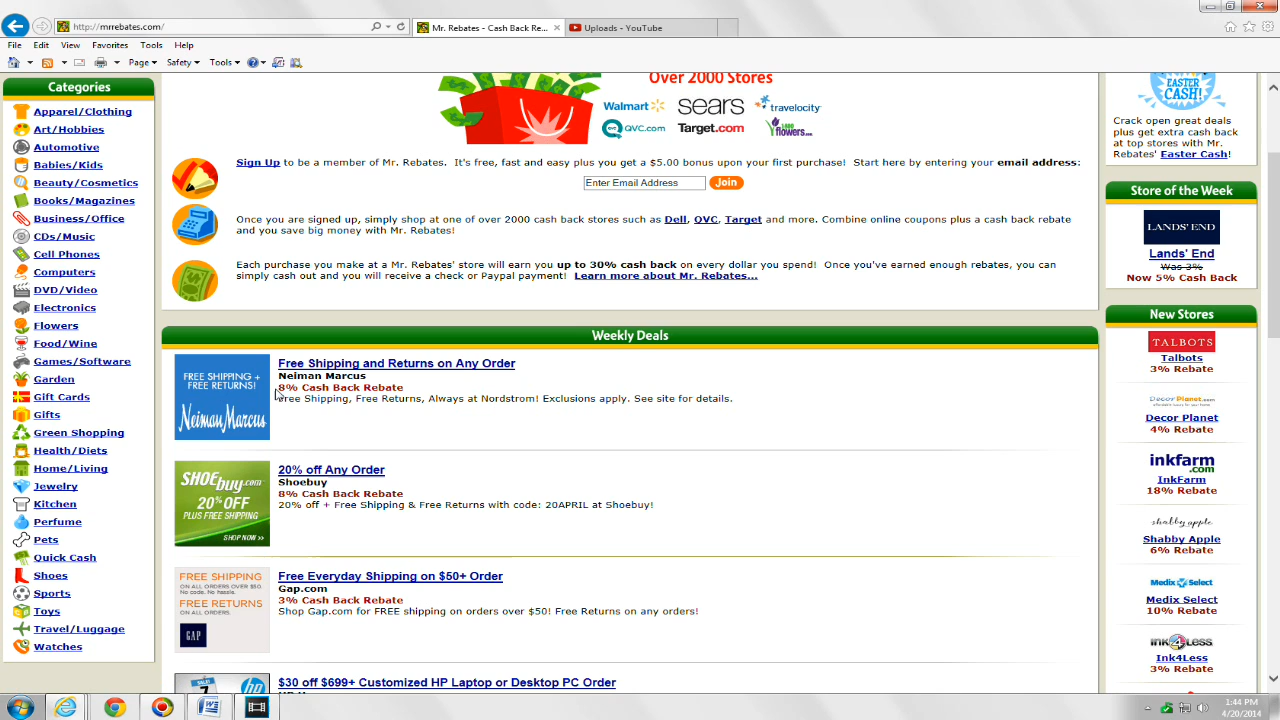 http://mrrebates.com/
Mr. Rebates - Cash Back Re...
Uploads - YouTube
File Edit View Favorites Tools Help
Page Safety Tools
Categories
Apparel/Clothing
Art/Hobbies
Automotive
Babies/Kids
Beauty/Cosmetics
Books/Magazines
Business/Office
CDs/Music
Cell Phones
Computers
DVD/Video
Electronics
Flowers
Food/Wine
Games/Software
Garden
Gift Cards
Gifts
Green Shopping
Health/Diets
Home/Living
Jewelry
Kitchen
Perfume
Pets
Quick Cash
Shoes
Sports
Toys
Travel/Luggage
Watches
Over 2000 Stores
Walmart sears travelocity
QVC.com Target.com flowers.com
Sign Up to be a member of Mr. Rebates. It's free, fast and easy plus you get a $5.00 bonus upon your first purchase! Start here by entering your email address:
Enter Email Address Join
Once you are signed up, simply shop at one of over 2000 cash back stores such as Dell, QVC, Target and more. Combine online coupons plus a cash back rebate
and you save big money with Mr. Rebates!
Each purchase you make at a Mr. Rebates' store will earn you up to 30% cash back on every dollar you spend! Once you've earned enough rebates, you can
simply cash out and you will receive a check or Paypal payment! Learn more about Mr. Rebates...
Weekly Deals
FREE SHIPPING +
FREE RETURNS!
Neiman Marcus
Free Shipping and Returns on Any Order
Neiman Marcus
8% Cash Back Rebate
Free Shipping, Free Returns, Always at Nordstrom! Exclusions apply. See site for details.
SHOEbuy.com
20% OFF
PLUS FREE SHIPPING
SHOP NOW >>
20% off Any Order
Shoebuy
8% Cash Back Rebate
20% off + Free Shipping & Free Returns with code: 20APRIL at Shoebuy!
FREE SHIPPING
ON ALL ORDERS OVER $50.
No code. No hassle.
FREE RETURNS
ON ALL ORDERS.
GAP
Free Everyday Shipping on $50+ Order
Gap.com
3% Cash Back Rebate
Shop Gap.com for FREE shipping on orders over $50! Free Returns on any orders!
7 hp
$30 off $699+ Customized HP Laptop or Desktop PC Order
EASTER
CASH!
Crack open great deals
plus get extra cash back
at top stores with Mr.
Rebates' Easter Cash!
Store of the Week
LANDS' END
Lands' End
Was 3%
Now 5% Cash Back
New Stores
TALBOTS
Talbots
3% Rebate
Decor Planet.com
Decor Planet
4% Rebate
inkfarm
.com
InkFarm
18% Rebate
shabby apple
Shabby Apple
6% Rebate
Medix Select
Medix Select
10% Rebate
INK4LESS
Ink4Less
3% Rebate
1:44 PM
4/20/2014